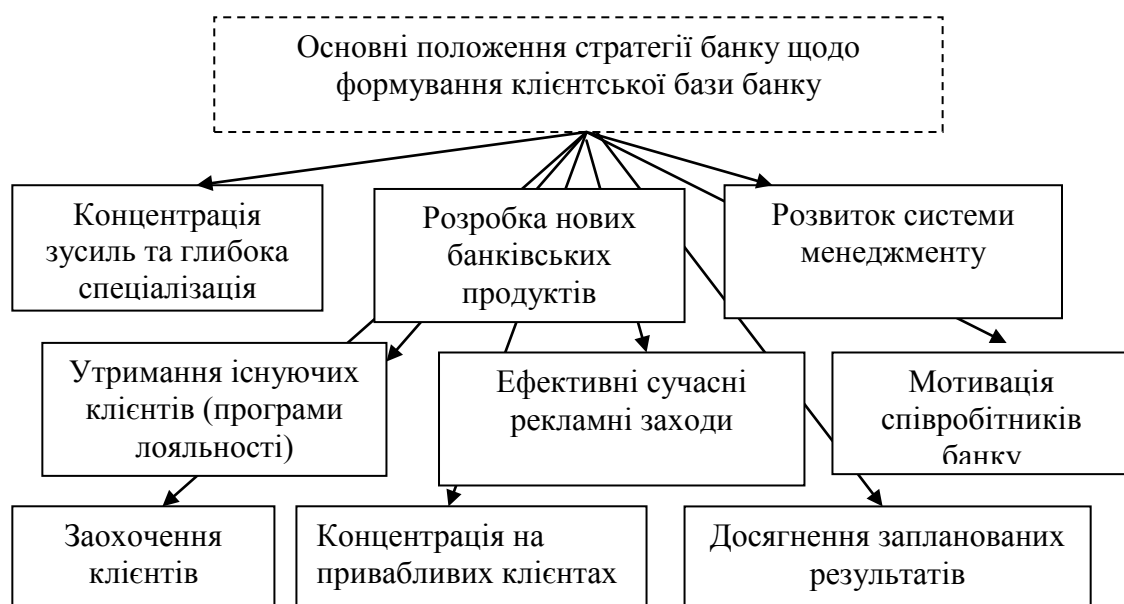 Основні положення стратегії банку щодо
формування клієнтської бази банку
Концентрація
зусиль та глибока
спеціалізація
Розробка нових
банківських
продуктів
Розвиток системи
менеджменту
Утримання існуючих
клієнтів (програми
лояльності)
Ефективні сучасні
рекламні заходи
Мотивація
співробітників
банку
Заохочення
клієнтів
Концентрація на
привабливих клієнтах
Досягнення запланованих
результатів